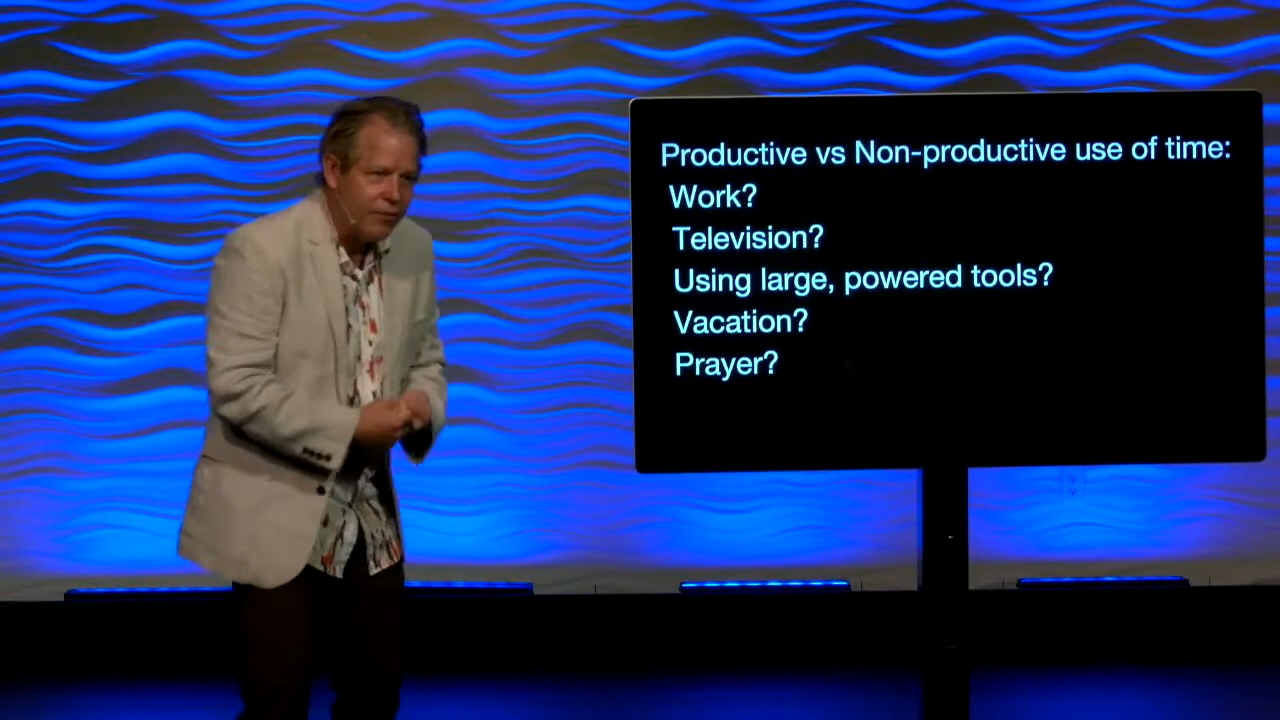 Productive vs Non-productive use of time:
Work?
Television?
Using large, powered tools?
Vacation?
Prayer?